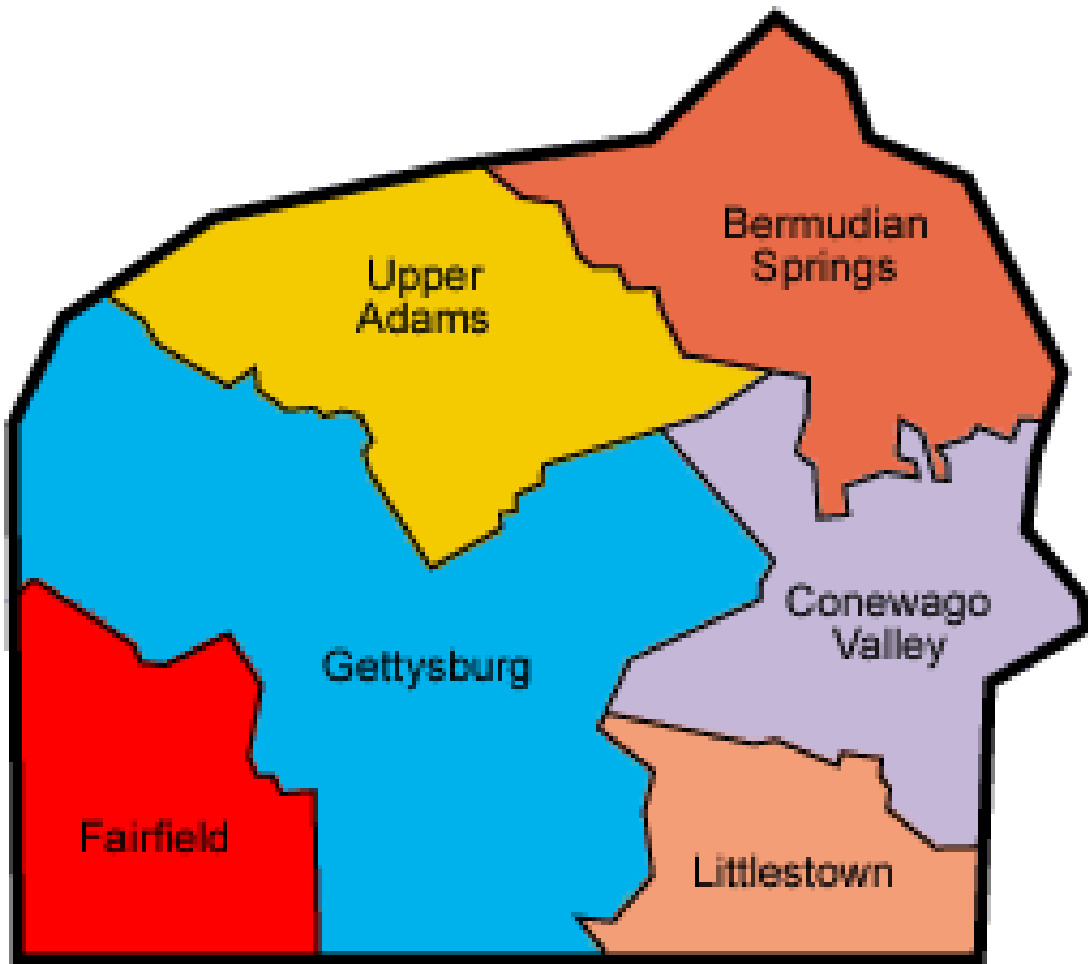 Bermudian
Springs
Upper
Adams
Conewago
Valley
Gettysburg
Fairfield
Littlestown